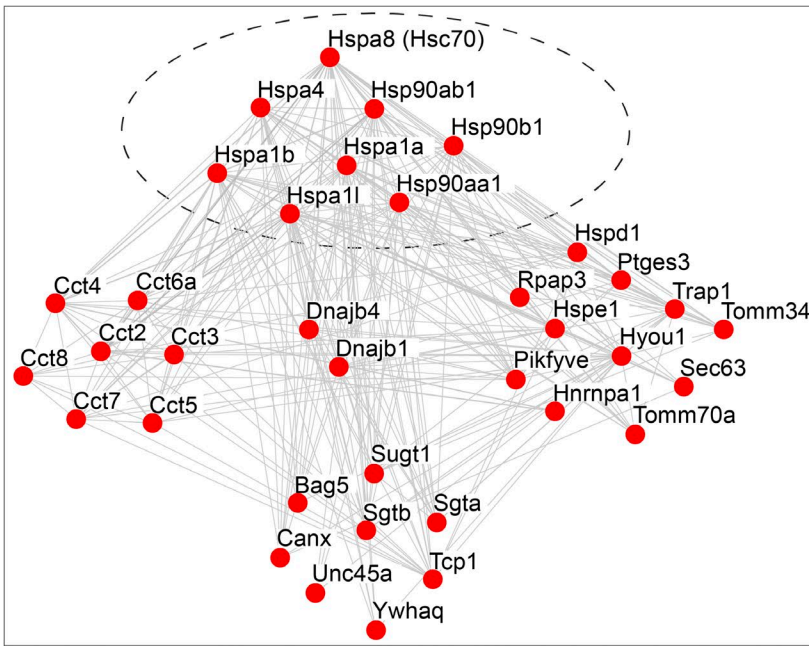 Hspa8 (Hsc70)
Hspa4
Hsp90ab1
Hsp90b1
Hspa1b
Hspa1a
Hsp90aa1
Hspa1l
Hspd1
Ptges3
Rpap3
Trap1
Tomm34
Cct4
Cct6a
Dnajb4
Hspe1
Cct2
Cct3
Dnajb1
Hyou1
Cct8
Pikfyve
Sec63
Cct7
Cct5
Hnrnpa1
Tomm70a
Sugt1
Bag5
Sgtb
Sgta
Canx
Unc45a
Tcp1
Ywhaq